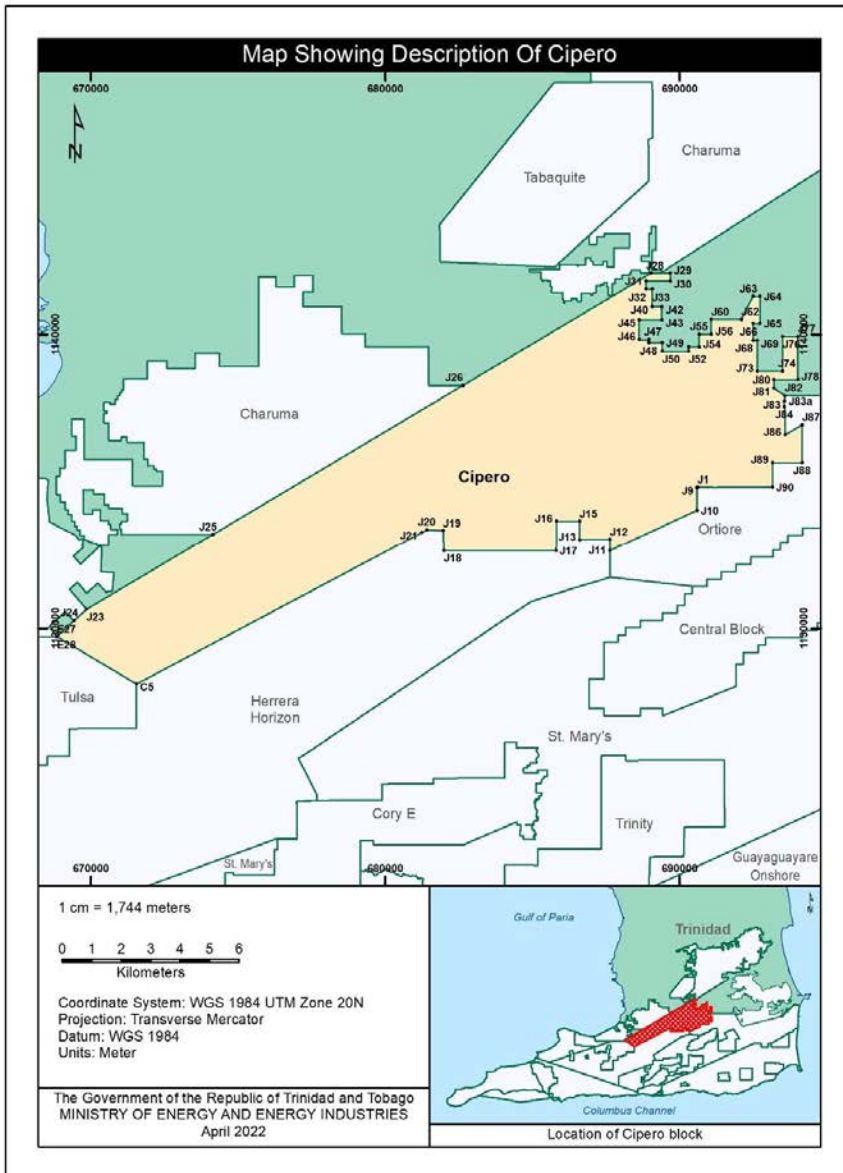 Map Showing Description Of Cipero
670000
680000
690000
N
Charuma
Tabaquite
J28
J29
J31
J30
J32
J33
J63
J64
J40
J42
J45
J43
J60
J62
J65
1140000
J47
J55
J56
J66
J46
J49
J54
J68
J69
J76
J48
J50
J52
J73
J74
J78
J26
J80
J81
J82
J83a
J83
J84
J87
J86
Charuma
Cipero
J89
J88
J1
J9
J90
J10
J25
J20
J19
J21
J16
J15
J13
J12
J18
J17
J11
Ortiore
J24
J23
E27
E28
1130000
1130000
Central Block
C5
Tulsa
Herrera
Horizon
St. Mary's
Cory E
Trinity
St. Mary's
Guayaguayare
Onshore
670000
680000
690000
1 cm = 1,744 meters
0 1 2 3 4 5 6
Kilometers
Coordinate System: WGS 1984 UTM Zone 20N
Projection: Transverse Mercator
Datum: WGS 1984
Units: Meter
The Government of the Republic of Trinidad and Tobago
MINISTRY OF ENERGY AND ENERGY INDUSTRIES
April 2022
Gulf of Paria
Trinidad
Columbus Channel
Location of Cipero block